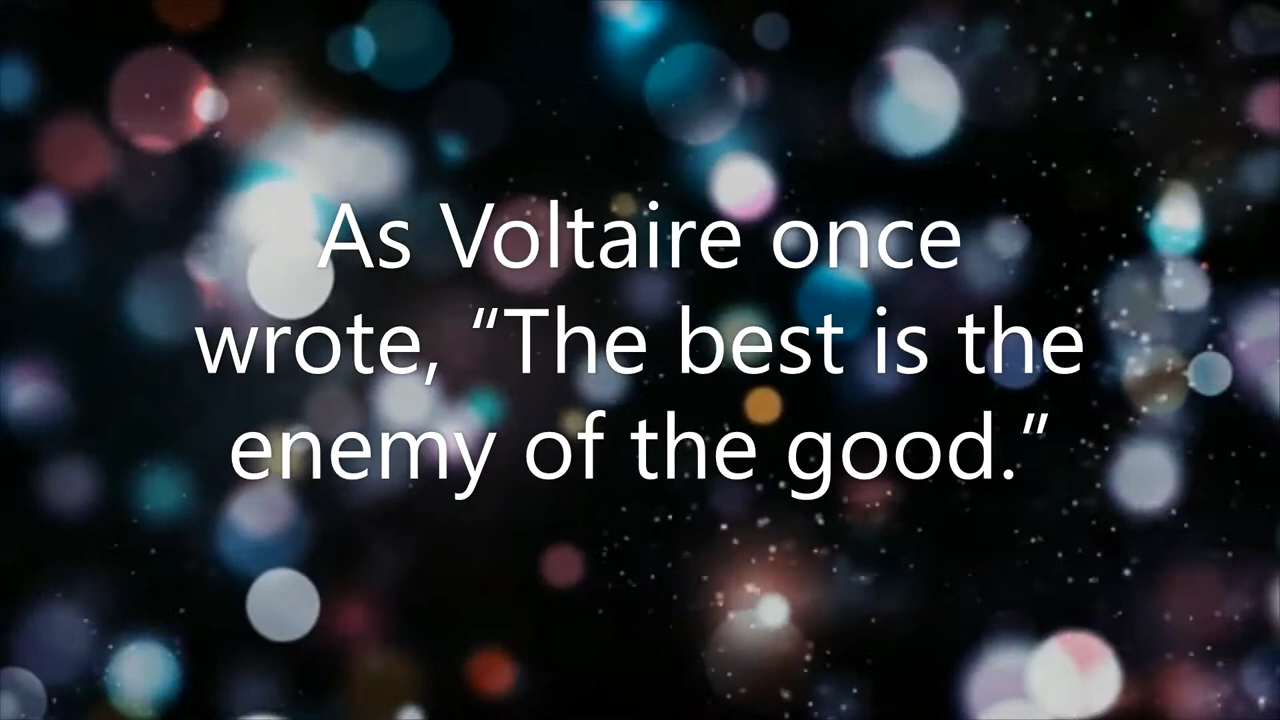 As Voltaire once
wrote, “The best is the
enemy of the good.”